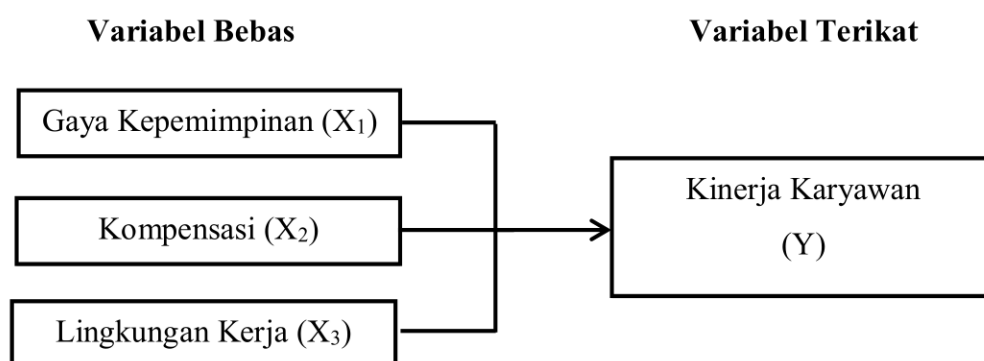 Variabel Bebas
Variabel Terikat
Gaya Kepemimpinan (X₁)
Kompensasi (X₂)
Lingkungan Kerja (X₃)
Kinerja Karyawan
(Y)